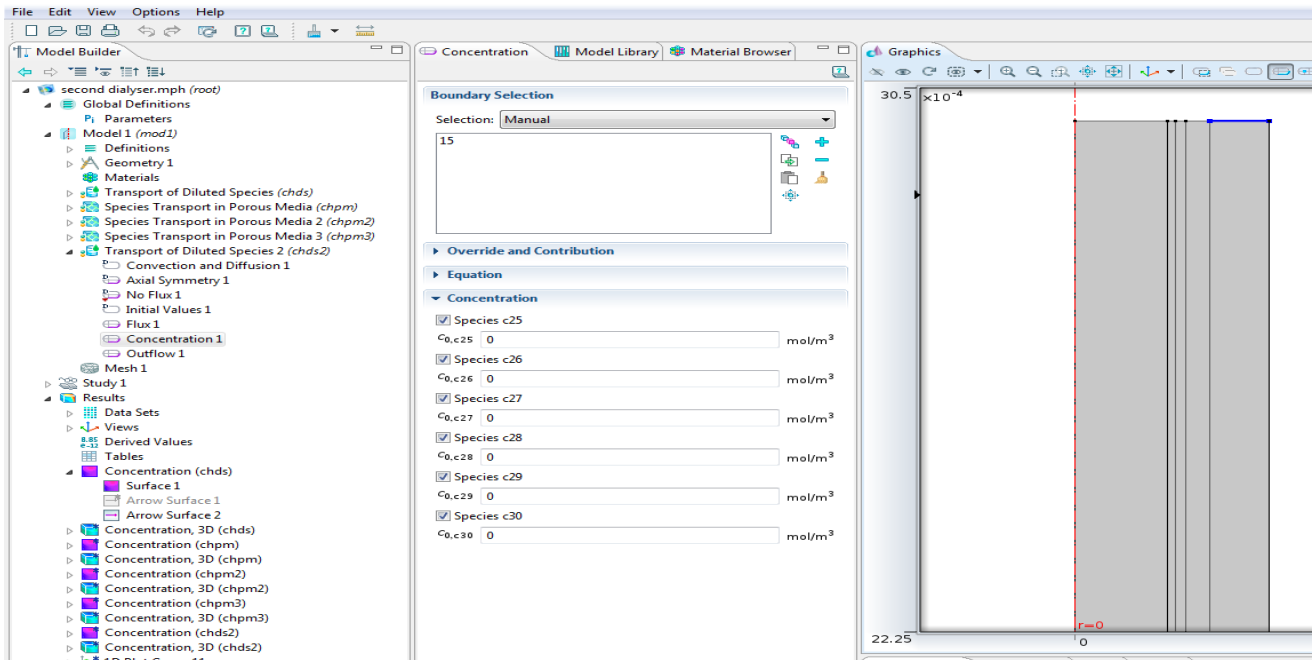 File Edit View Options Help
Model Builder
second dialyser.mph (root)
Global Definitions
Pi Parameters
Model 1 (mod1)
Definitions
Geometry 1
Materials
Transport of Diluted Species (chds)
Species Transport in Porous Media (chpm)
Species Transport in Porous Media 2 (chpm2)
Species Transport in Porous Media 3 (chpm3)
Transport of Diluted Species 2 (chds2)
Convection and Diffusion 1
Axial Symmetry 1
No Flux 1
Initial Values 1
Flux 1
Concentration 1
Outflow 1
Mesh 1
Study 1
Results
Data Sets
Views
8.85 e-12 Derived Values
Tables
Concentration (chds)
Surface 1
Arrow Surface 1
Arrow Surface 2
Concentration, 3D (chds)
Concentration (chpm)
Concentration, 3D (chpm)
Concentration (chpm2)
Concentration, 3D (chpm2)
Concentration (chpm3)
Concentration, 3D (chpm3)
Concentration (chds2)
Concentration, 3D (chds2)
Concentration Model Library Material Browser
Boundary Selection
Selection: Manual
15
Override and Contribution
Equation
Concentration
Species c25
c0,c25 0 mol/m³
Species c26
c0,c26 0 mol/m³
Species c27
c0,c27 0 mol/m³
Species c28
c0,c28 0 mol/m³
Species c29
c0,c29 0 mol/m³
Species c30
c0,c30 0 mol/m³
Graphics
30.5 ×10⁻⁴
r=0
22.25
0